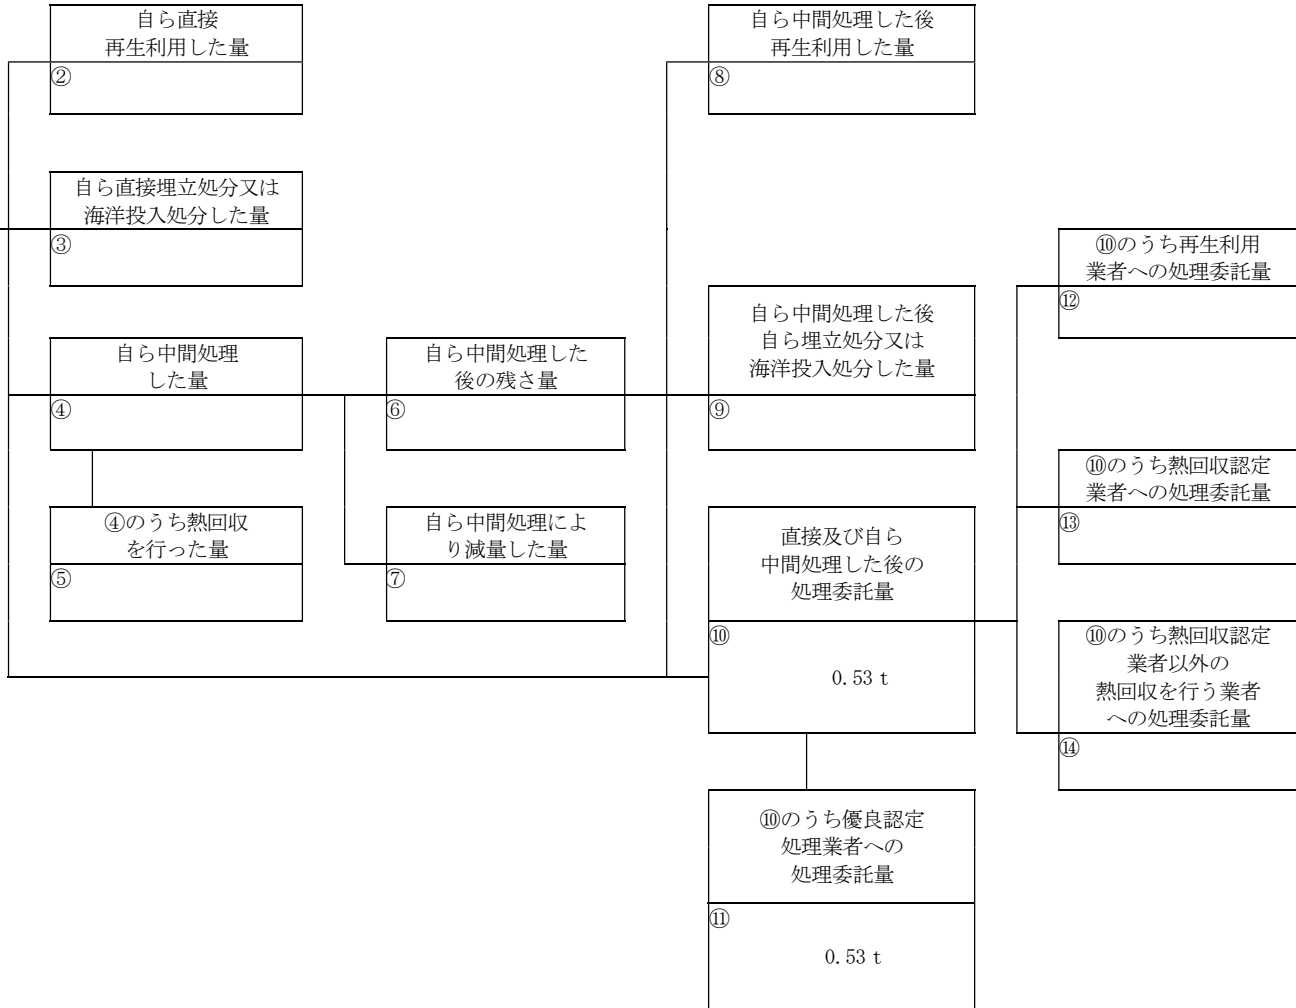 自ら直接
再生利用した量
②
自ら中間処理した後
再生利用した量
⑧
自ら直接埋立処分又は
海洋投入処分した量
③
⑩のうち再生利用
業者への処理委託量
⑫
自ら中間処理した後
自ら埋立処分又は
海洋投入処分した量
⑨
自ら中間処理
した量
④
自ら中間処理した
後の残さ量
⑥
⑩のうち熱回収認定
業者への処理委託量
⑬
④のうち熱回収
を行った量
⑤
自ら中間処理によ
り減量した量
⑦
直接及び自ら
中間処理した後の
処理委託量
⑩
0.53 t
⑩のうち熱回収認定
業者以外の
熱回収を行う業者
への処理委託量
⑭
⑩のうち優良認定
処理業者への
処理委託量
⑪
0.53 t